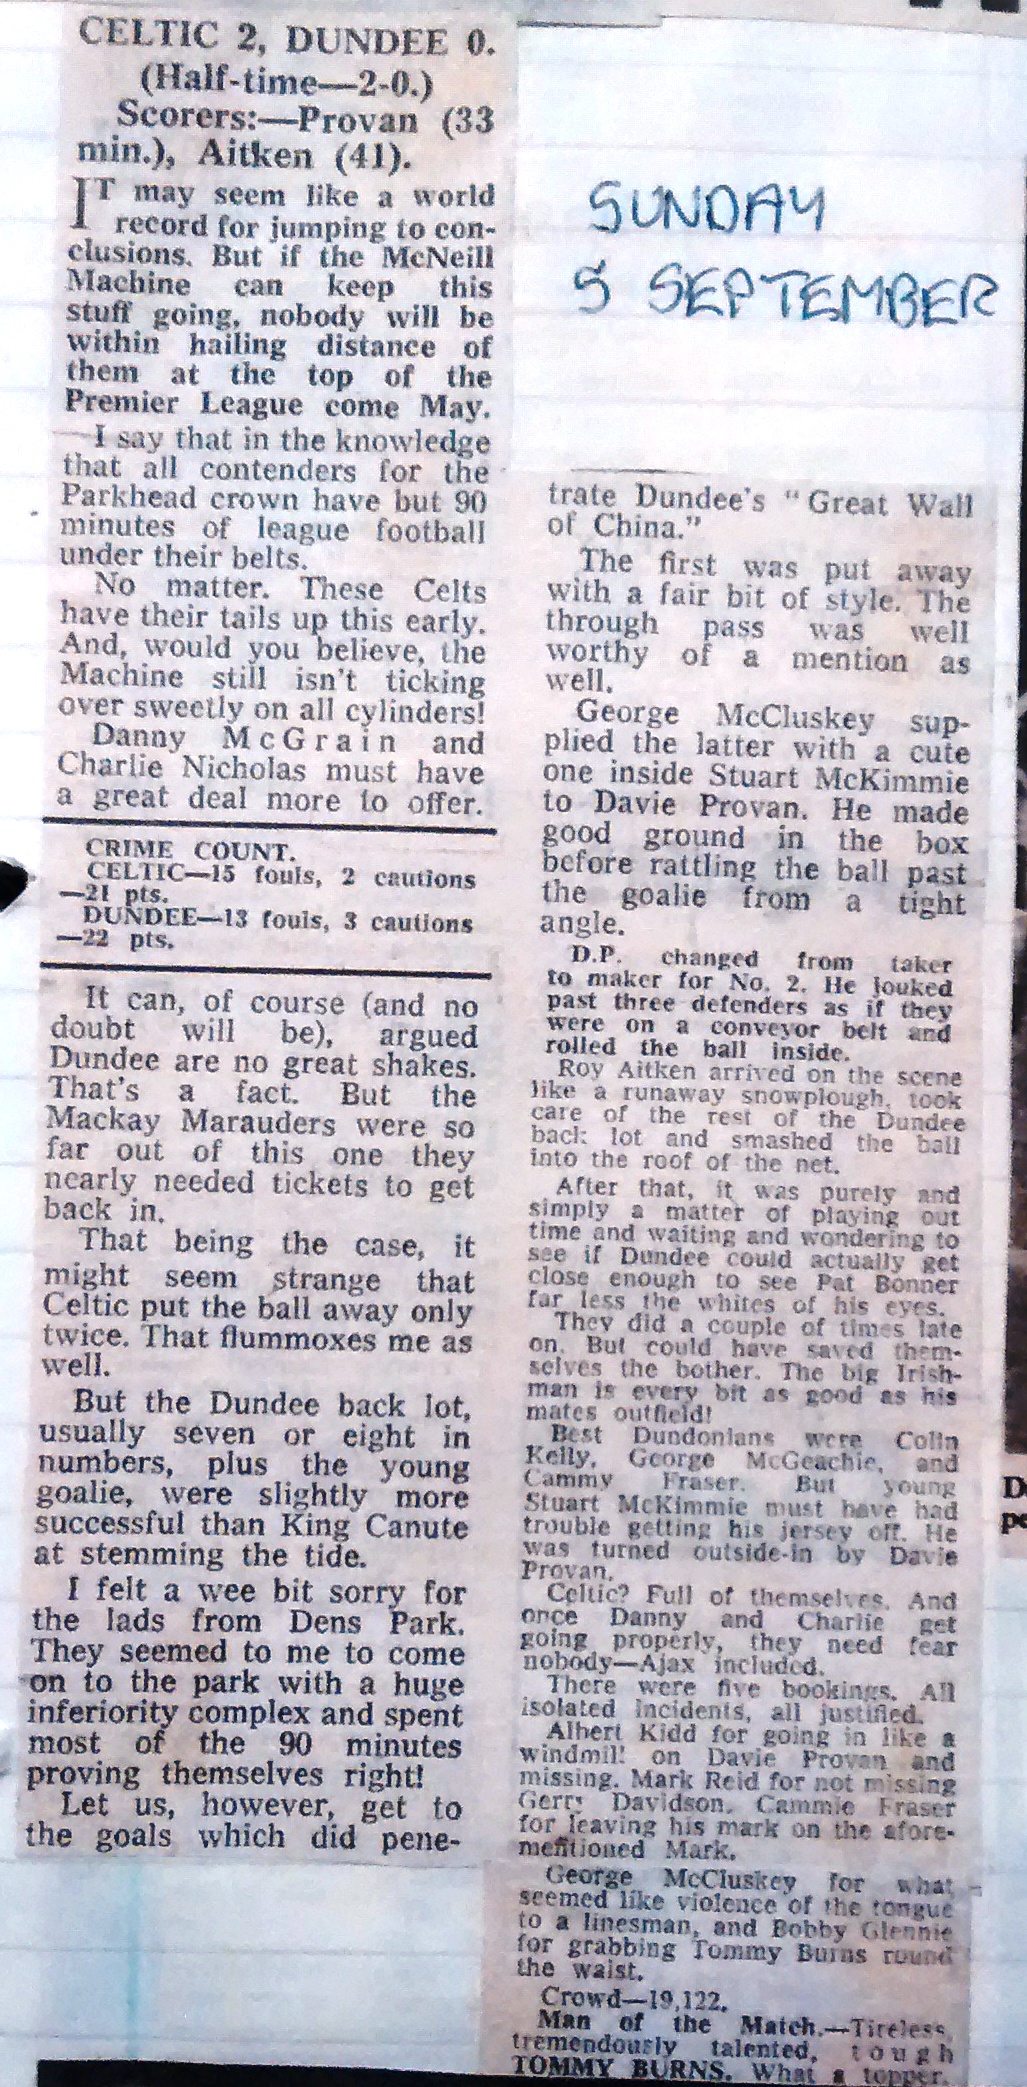 CELTIC 2, DUNDEE 0.
(Half-time—2-0.)
Scorers:—Provan (33
min.), Aitken (41).
IT may seem like a world
record for jumping to con-
clusions. But if the McNeill
Machine can keep this
stuff going, nobody will be
within hailing distance of
them at the top of the
Premier League come May.
I say that in the knowledge
that all contenders for the
Parkhead crown have but 90
minutes of league football
under their belts.
No matter. These Celts
have their tails up this early.
And, would you believe, the
Machine still isn't ticking
over sweetly on all cylinders!
Danny McGrain and
Charlie Nicholas must have
a great deal more to offer.
CRIME COUNT.
CELTIC—15 fouls, 2 cautions
—21 pts.
DUNDEE—13 fouls, 3 cautions
—22 pts.
It can, of course (and no
doubt will be), argued
Dundee are no great shakes.
That's a fact. But the
Mackay Marauders were so
far out of this one they
nearly needed tickets to get
back in.
That being the case, it
might seem strange that
Celtic put the ball away only
twice. That flummoxes me as
well.
But the Dundee back lot,
usually seven or eight in
numbers, plus the young
goalie, were slightly more
successful than King Canute
at stemming the tide.
I felt a wee bit sorry for
the lads from Dens Park.
They seemed to me to come
on to the park with a huge
inferiority complex and spent
most of the 90 minutes
proving themselves right!
Let us, however, get to
the goals which did pene-
SUNDAY
5 SEPTEMBER
trate Dundee's "Great Wall
of China."
The first was put away
with a fair bit of style. The
through pass was well
worthy of a mention as
well.
George McCluskey sup-
plied the latter with a cute
one inside Stuart McKimmie
to Davie Provan. He made
good ground in the box
before rattling the ball past
the goalie from a tight
angle.
D.P. changed from taker
to maker for No. 2. He jouked
past three defenders as if they
were on a conveyor belt and
rolled the ball inside.
Roy Aitken arrived on the scene
like a runaway snowplough, took
care of the rest of the Dundee
back lot and smashed the ball
into the roof of the net.
After that, it was purely and
simply a matter of playing out
time and waiting and wondering to
see if Dundee could actually get
close enough to see Pat Bonner
far less the whites of his eyes.
They did a couple of times late
on. But could have saved them-
selves the bother. The big Irish-
man is every bit as good as his
mates outfield!
Best Dundonians were Colin
Kelly, George McGeachie, and
Cammy Fraser. But young
Stuart McKimmie must have had
trouble getting his jersey off. He
was turned outside-in by Davie
Provan.
Celtic? Full of themselves. And
once Danny and Charlie get
going properly, they need fear
nobody—Ajax included.
There were five bookings. All
isolated incidents, all justified.
Albert Kidd for going in like a
windmill on Davie Provan and
missing. Mark Reid for not missing
Gerry Davidson. Cammie Fraser
for leaving his mark on the afore-
mentioned Mark.
George McCluskey for what
seemed like violence of the tongue
to a linesman, and Bobby Glennie
for grabbing Tommy Burns round
the waist.
Crowd—19,122.
Man of the Match.—Tireless,
tremendously talented, tough
TOMMY BURNS. What a topper.